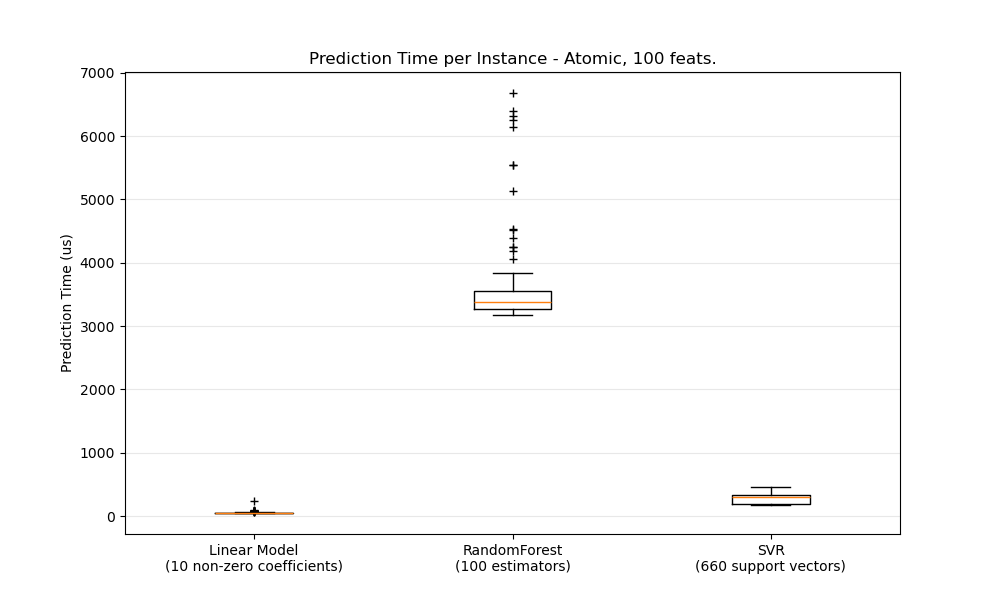 Prediction Time per Instance - Atomic, 100 feats.
7000
6000
5000
4000
3000
2000
1000
0
Prediction Time (us)
Linear Model
(10 non-zero coefficients)
RandomForest
(100 estimators)
SVR
(660 support vectors)